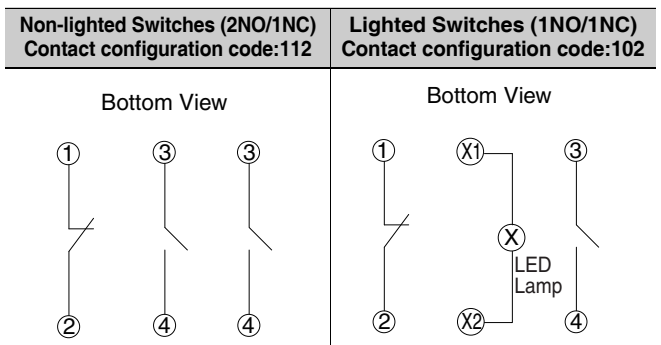 Non-lighted Switches (2NO/1NC)
Contact configuration code:112
Lighted Switches (1NO/1NC)
Contact configuration code:102
Bottom View
1 3 3
2 4 4
Bottom View
1 X1 3
X
LED
Lamp
2 X2 4